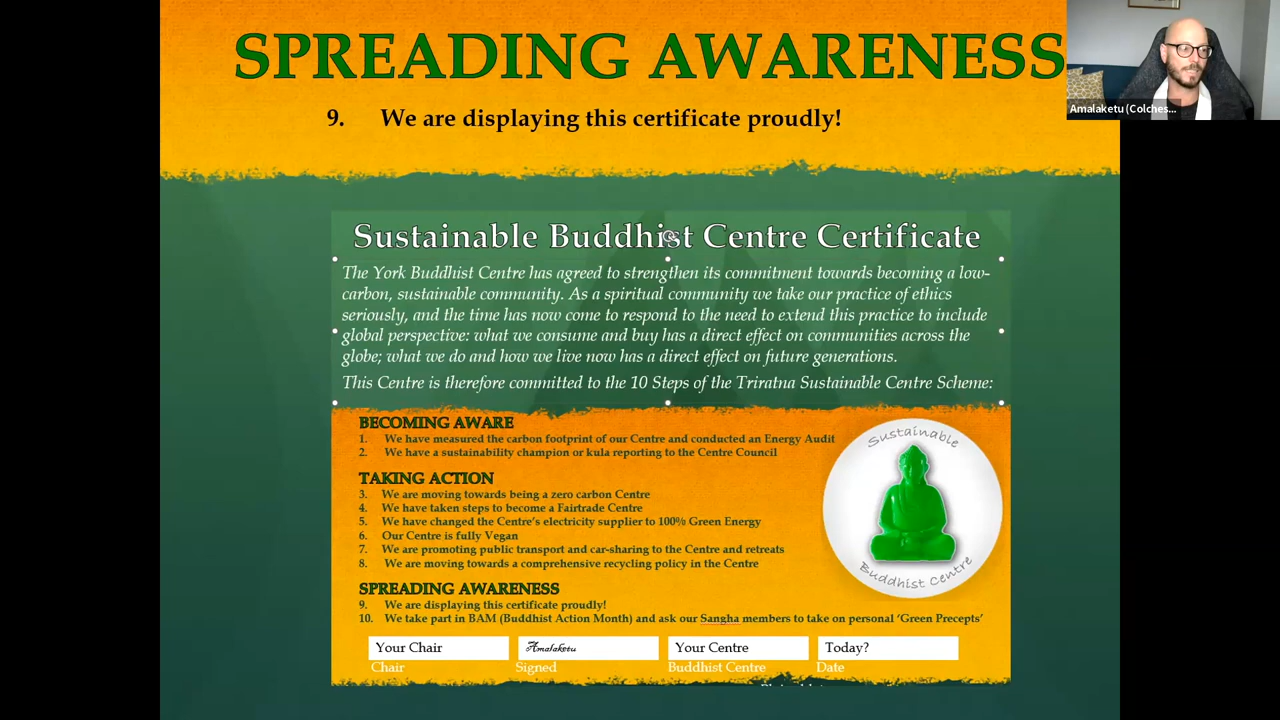 SPREADING AWARENESS
9. We are displaying this certificate proudly!
Amalaketu (Colches...
Sustainable Buddhist Centre Certificate
The York Buddhist Centre has agreed to strengthen its commitment towards becoming a low-
carbon, sustainable community. As a spiritual community we take our practice of ethics
seriously, and the time has now come to respond to the need to extend this practice to include
global perspective: what we consume and buy has a direct effect on communities across the
globe; what we do and how we live now has a direct effect on future generations.
This Centre is therefore committed to the 10 Steps of the Triratna Sustainable Centre Scheme:
BECOMING AWARE
1. We have measured the carbon footprint of our Centre and conducted an Energy Audit
2. We have a sustainability champion or kula reporting to the Centre Council
TAKING ACTION
3. We are moving towards being a zero carbon Centre
4. We have taken steps to become a Fairtrade Centre
5. We have changed the Centre's electricity supplier to 100% Green Energy
6. Our Centre is fully Vegan
7. We are promoting public transport and car-sharing to the Centre and retreats
8. We are moving towards a comprehensive recycling policy in the Centre
Sustainable
Buddhist Centre
SPREADING AWARENESS
9. We are displaying this certificate proudly!
10. We take part in BAM (Buddhist Action Month) and ask our Sangha members to take on personal 'Green Precepts'
Your Chair Amalaketu Your Centre Today?
Chair Signed Buddhist Centre Date